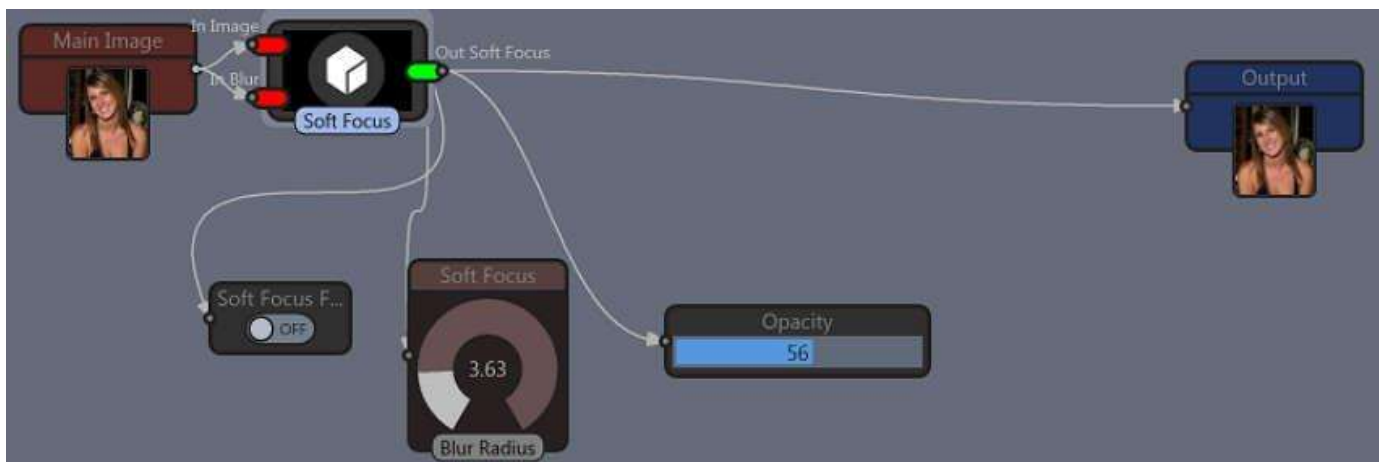 Main Image
In Image
In Blur
Soft Focus
Out Soft Focus
Output
Soft Focus F...
OFF
Soft Focus
3.63
Blur Radius
Opacity
56